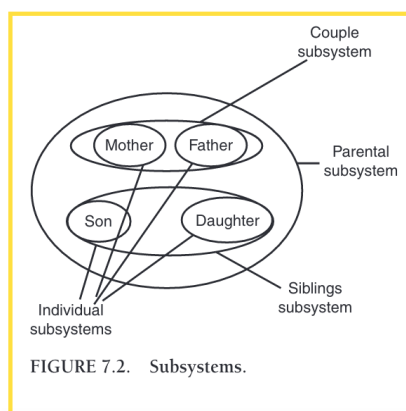 Couple
subsystem
Mother
Father
Parental
subsystem
Son
Daughter
Siblings
subsystem
Individual
subsystems
FIGURE 7.2. Subsystems.